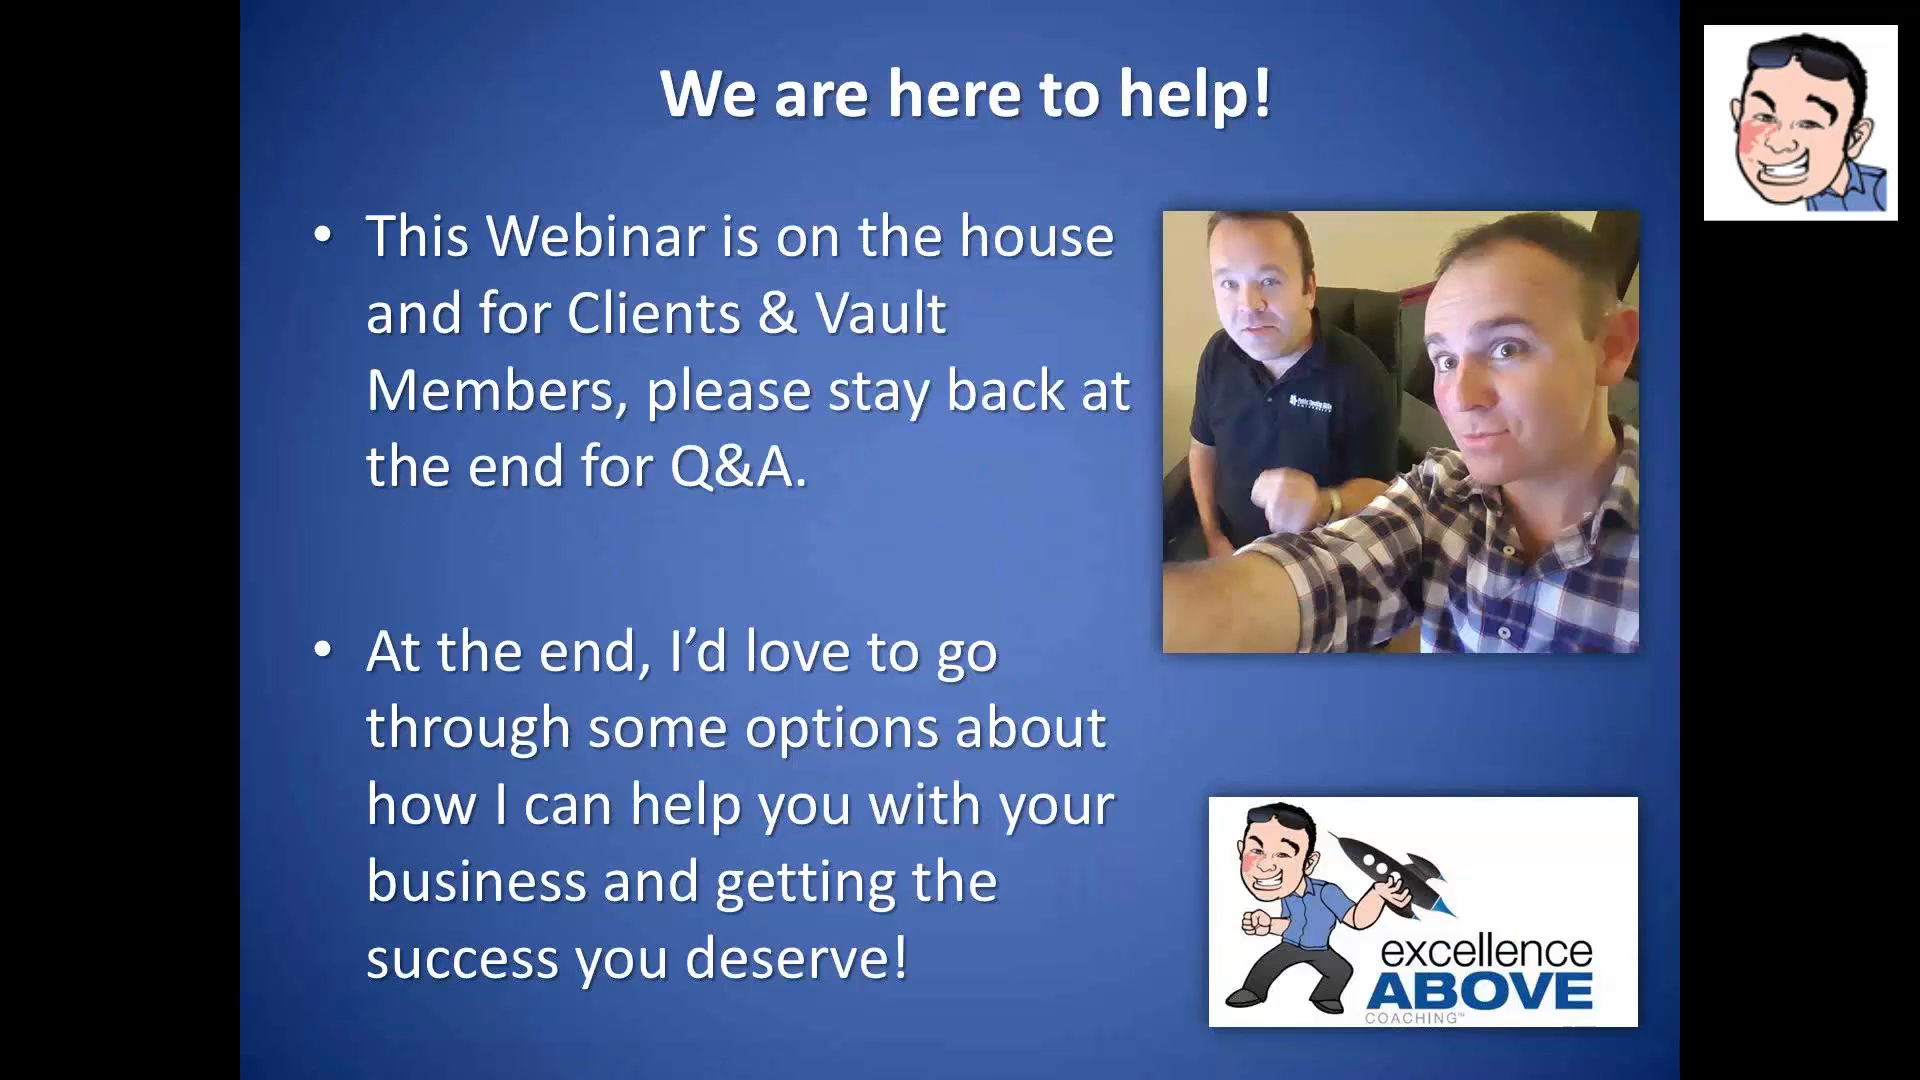 We are here to help!
• This Webinar is on the house
and for Clients & Vault
Members, please stay back at
the end for Q&A.
• At the end, I’d love to go
through some options about
how I can help you with your
business and getting the
success you deserve!
excellence
ABOVE
COACHING™